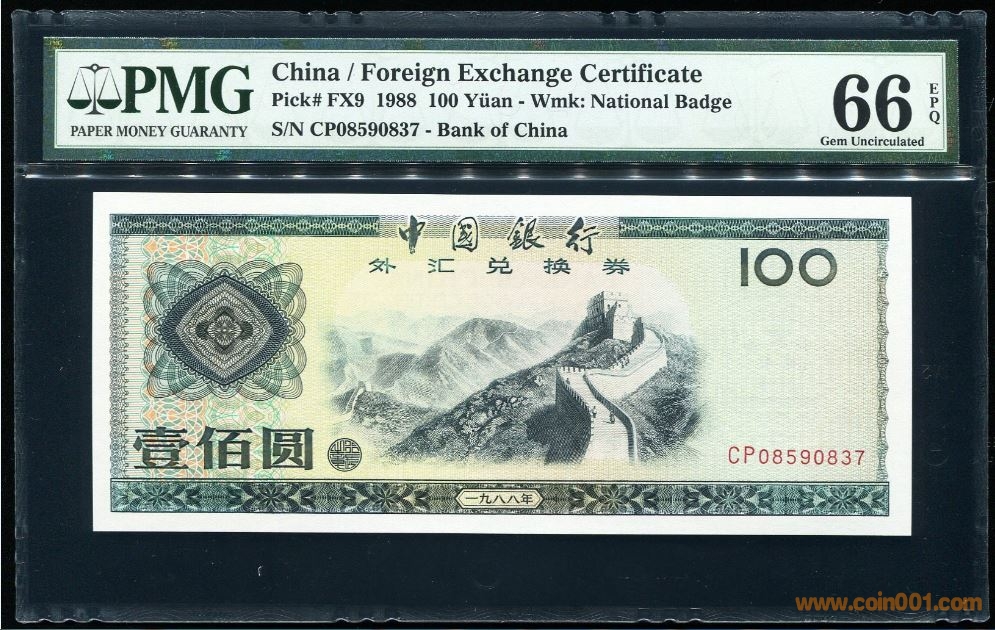 PMG
PAPER MONEY GUARANTY
China / Foreign Exchange Certificate
Pick# FX9 1988 100 Yüan - Wmk: National Badge
S/N CP08590837 - Bank of China
66 EPQ
Gem Uncirculated
中國銀行
外汇兑换券
100
壹佰圆
CP08590837
一九八八年
www.coin001.com